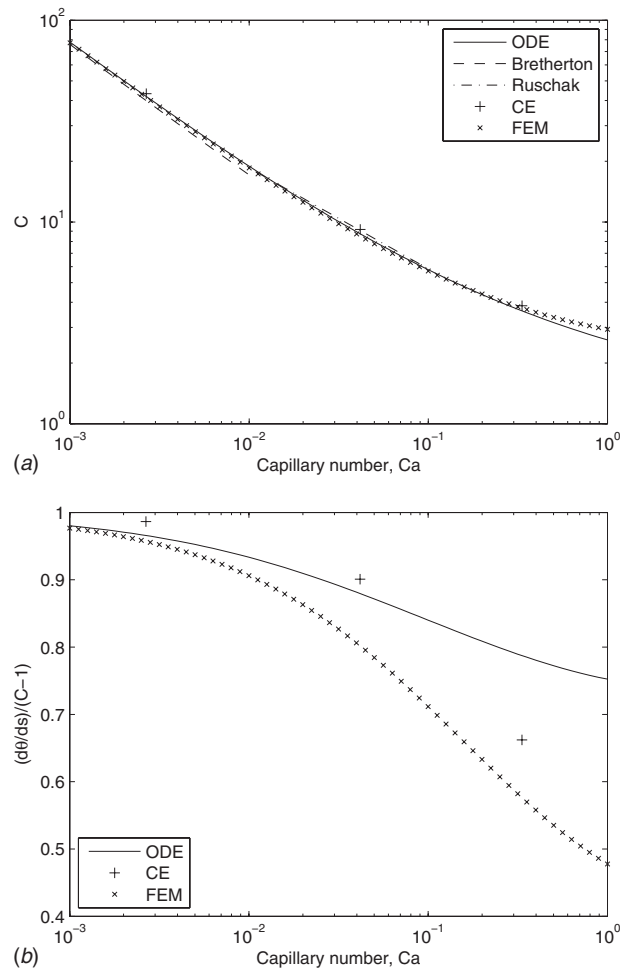 10^2
ODE
Bretherton
Ruschak
CE
FEM
C
10^1
10^0
10^-3
10^-2
10^-1
10^0
(a)
Capillary number, Ca
1
0.9
0.8
(dθ/ds)/(C−1)
0.7
0.6
0.5
ODE
CE
FEM
0.4
10^-3
10^-2
10^-1
10^0
(b)
Capillary number, Ca